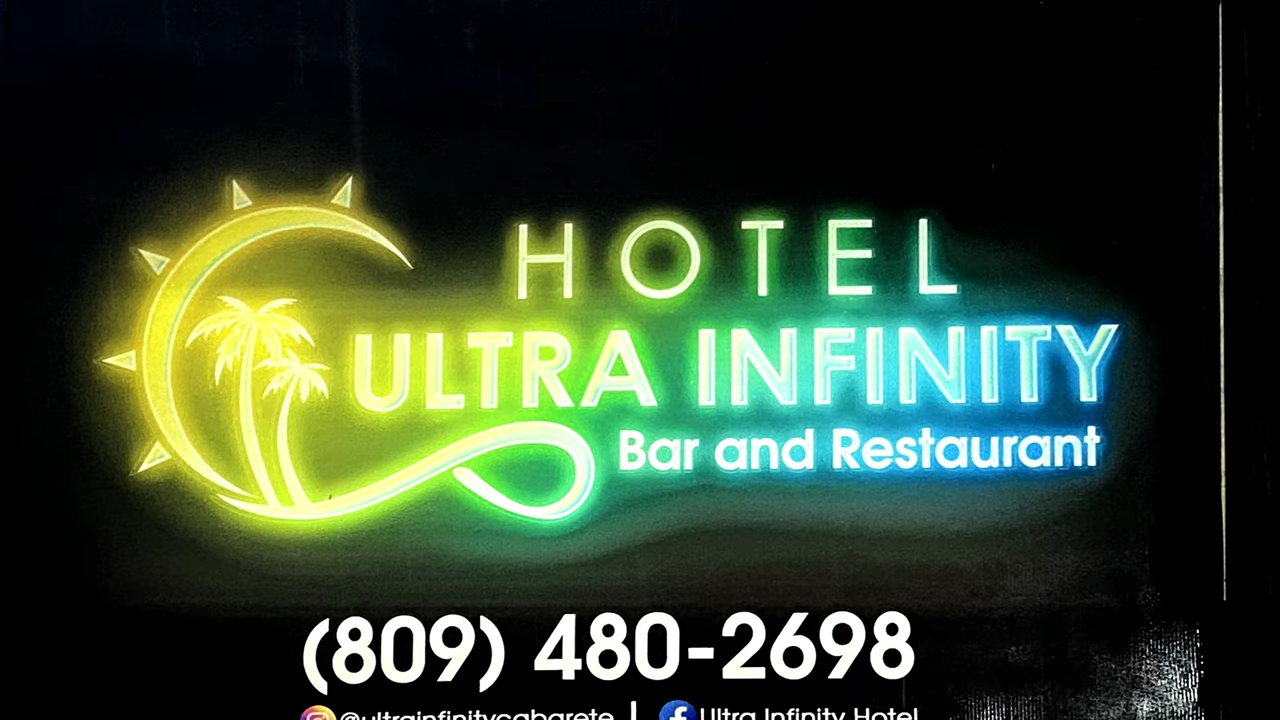 HOTEL
ULTRA INFINITY
Bar and Restaurant
(809) 480-2698
@ultrainfinitycabarete | Ultra Infinity Hotel